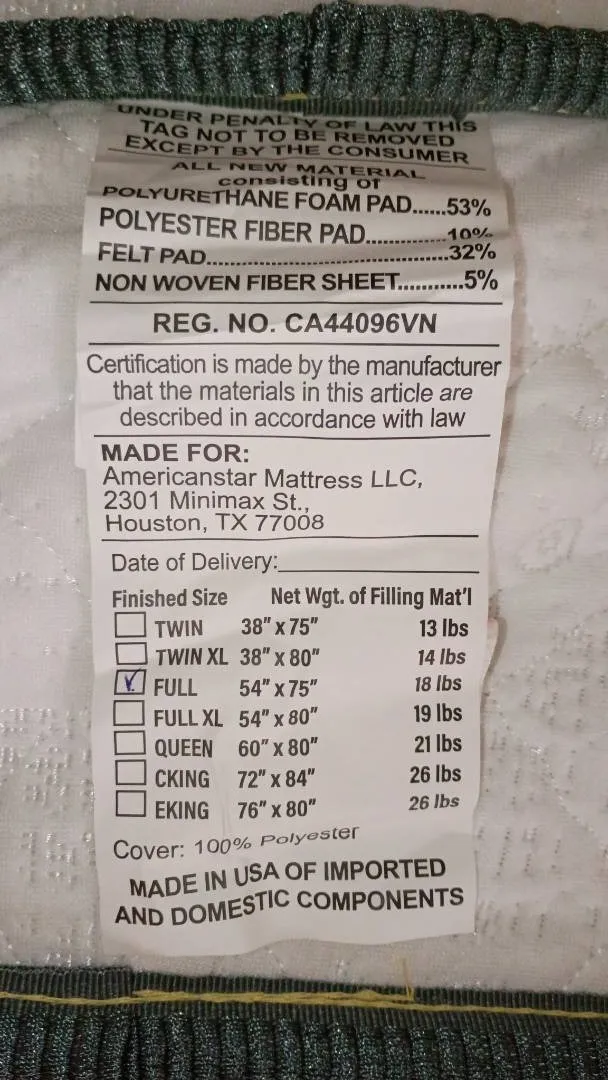 UNDER PENALTY OF LAW THIS
TAG NOT TO BE REMOVED
EXCEPT BY THE CONSUMER
ALL NEW MATERIAL
consisting of
POLYURETHANE FOAM PAD......53%
POLYESTER FIBER PAD..............10%
FELT PAD.........................................32%
NON WOVEN FIBER SHEET...........5%
REG. NO. CA44096VN
Certification is made by the manufacturer
that the materials in this article are
described in accordance with law
MADE FOR:
Americanstar Mattress LLC,
2301 Minimax St.,
Houston, TX 77008
Date of Delivery:____________________
Finished Size Net Wgt. of Filling Mat'l
TWIN 38" x 75" 13 lbs
TWIN XL 38" x 80" 14 lbs
FULL 54" x 75" 18 lbs
FULL XL 54" x 80" 19 lbs
QUEEN 60" x 80" 21 lbs
CKING 72" x 84" 26 lbs
EKING 76" x 80" 26 lbs
Cover: 100% Polyester
MADE IN USA OF IMPORTED
AND DOMESTIC COMPONENTS